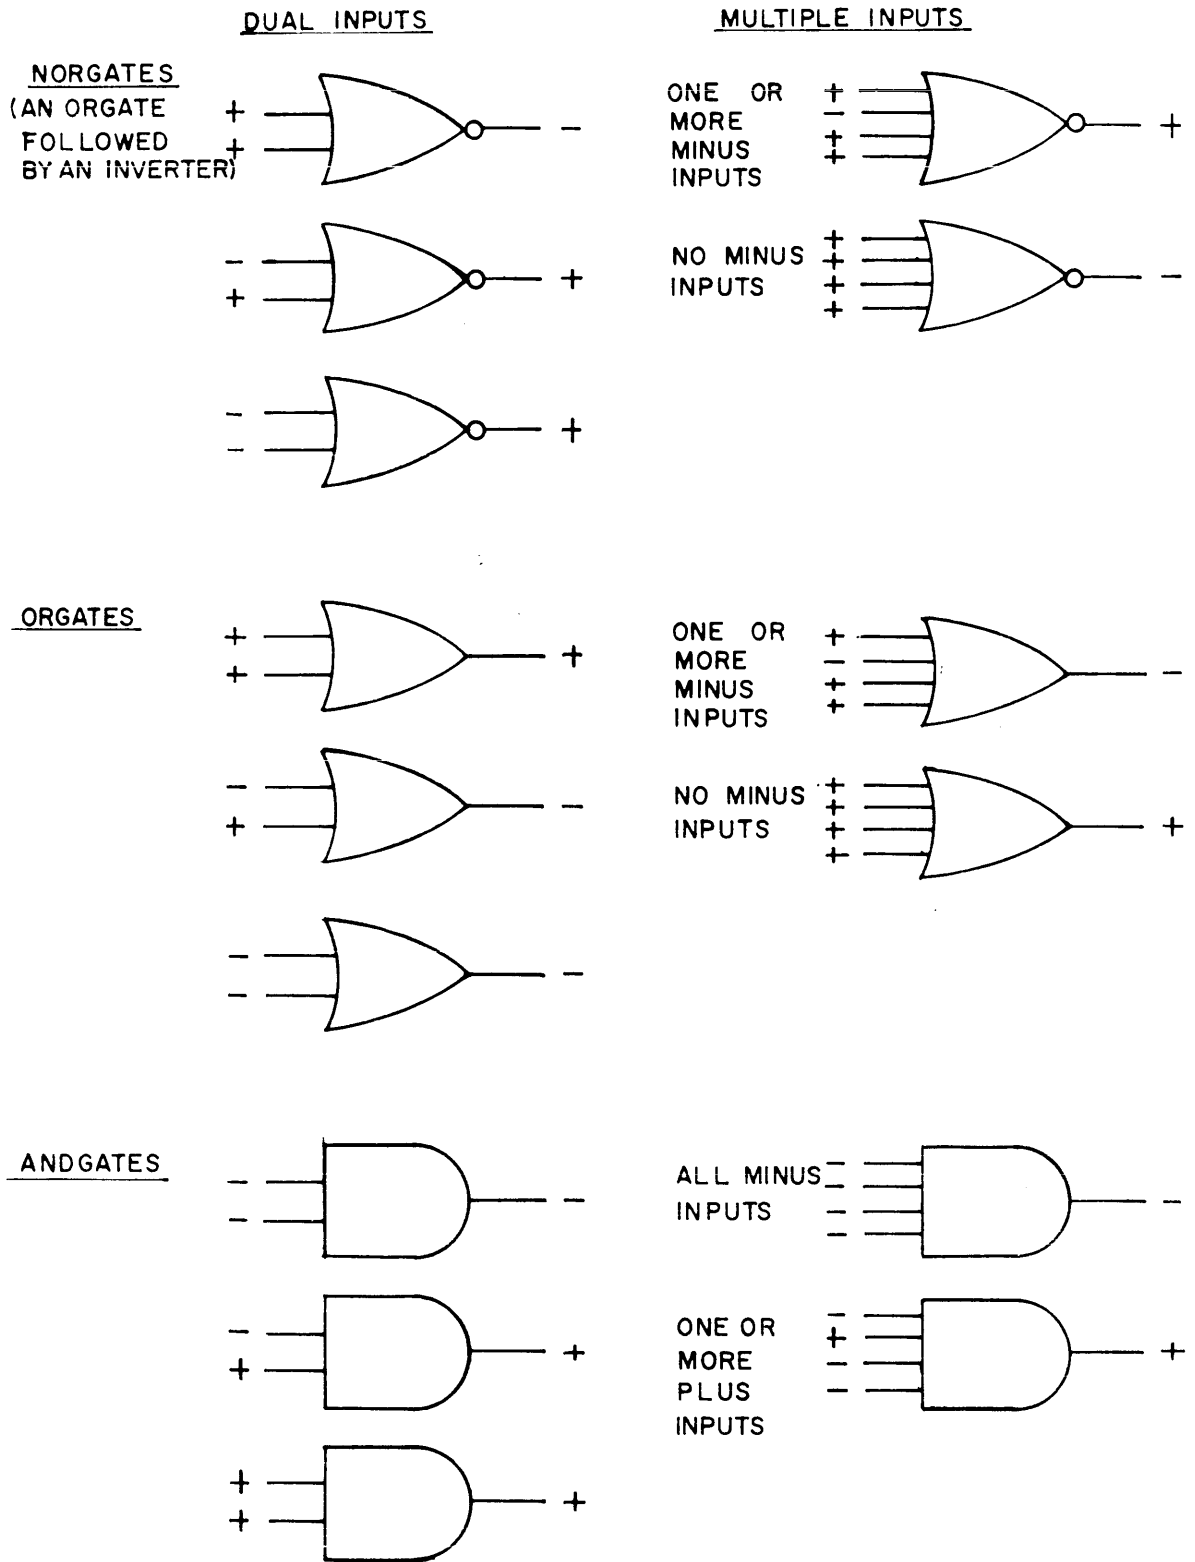 DUAL INPUTS
MULTIPLE INPUTS
NORGATES
(AN ORGATE
FOLLOWED
BY AN INVERTER)
+
+
-
ONE OR
MORE
MINUS
INPUTS
+
-
+
+
+
-
+
+
NO MINUS
INPUTS
+
+
+
+
-
-
-
+
ORGATES
+
+
+
ONE OR
MORE
MINUS
INPUTS
+
-
+
+
-
-
+
-
NO MINUS
INPUTS
+
+
+
+
+
-
-
-
ANDGATES
-
-
-
ALL MINUS
INPUTS
-
-
-
-
-
-
+
+
ONE OR
MORE
PLUS
INPUTS
-
+
-
-
+
+
+
+